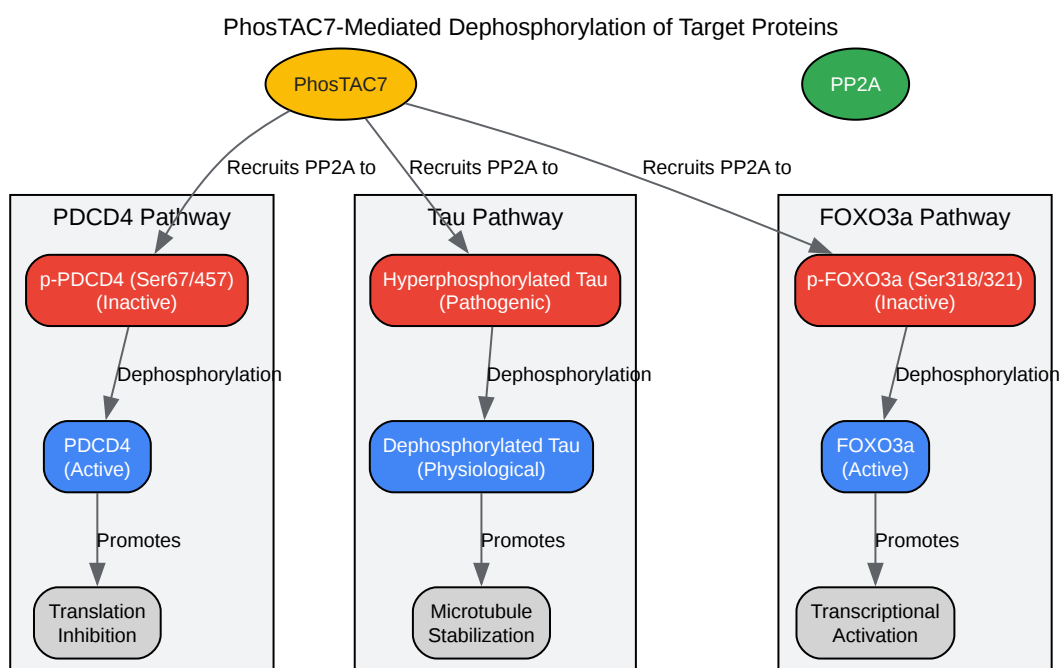 PhosTAC7-Mediated Dephosphorylation of Target Proteins
PhosTAC7
PP2A
Recruits PP2A to
Recruits PP2A to
Recruits PP2A to
PDCD4 Pathway
Tau Pathway
FOXO3a Pathway
p-PDCD4 (Ser67/457)
(Inactive)
Hyperphosphorylated Tau
(Pathogenic)
p-FOXO3a (Ser318/321)
(Inactive)
Dephosphorylation
Dephosphorylation
Dephosphorylation
PDCD4
(Active)
Dephosphorylated Tau
(Physiological)
FOXO3a
(Active)
Promotes
Promotes
Promotes
Translation
Inhibition
Microtubule
Stabilization
Transcriptional
Activation